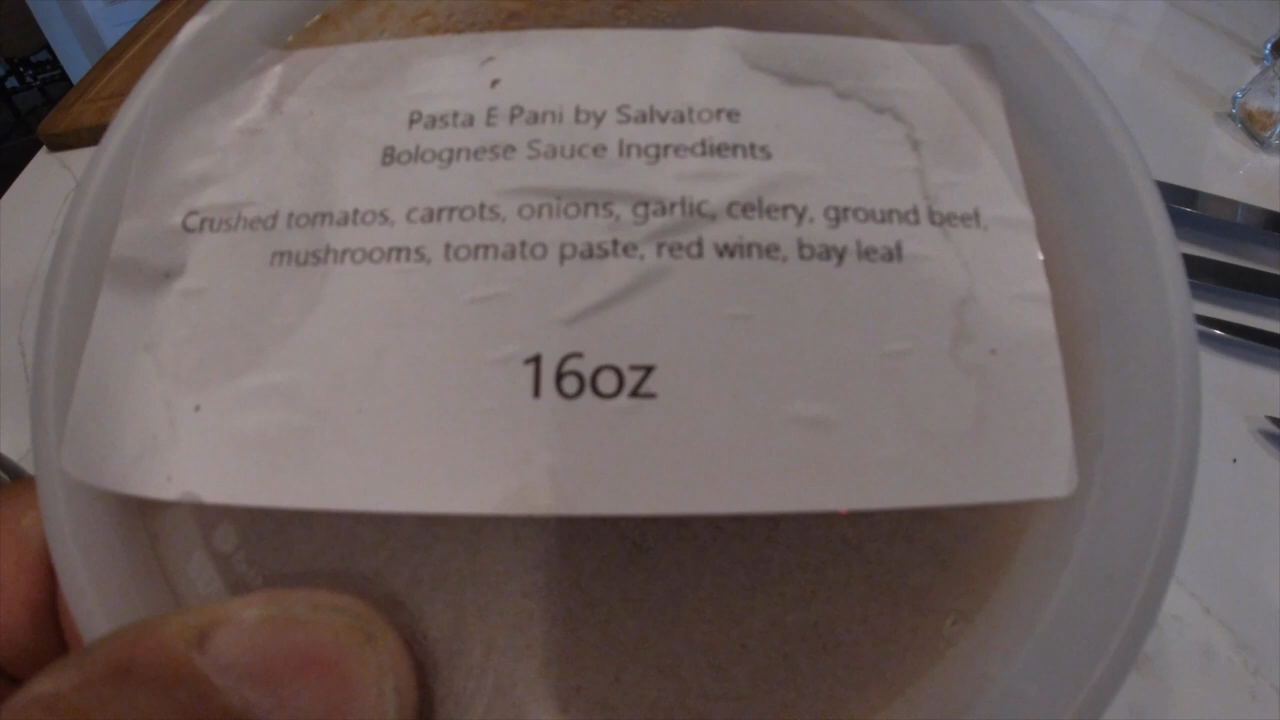 Pasta E Pani by Salvatore
Bolognese Sauce Ingredients
Crushed tomatos, carrots, onions, garlic, celery, ground beef,
mushrooms, tomato paste, red wine, bay leaf
16oz